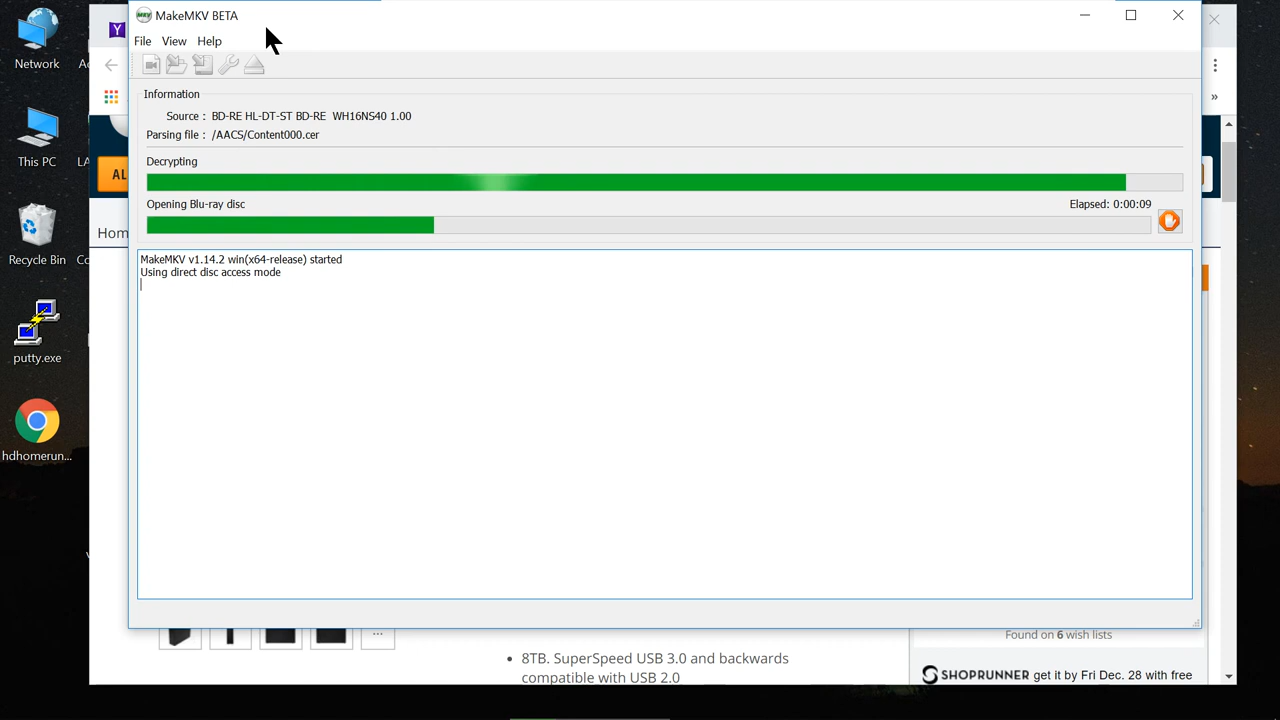 MakeMKV BETA
File View Help
Network
This PC
Recycle Bin
putty.exe
hdhomerun...
Information
Source : BD-RE HL-DT-ST BD-RE WH16NS40 1.00
Parsing file : /AACS/Content000.cer
Decrypting
Opening Blu-ray disc
Elapsed: 0:00:09
MakeMKV v1.14.2 win(x64-release) started
Using direct disc access mode
MKV
Y
»
AL
Hom
...
• 8TB. SuperSpeed USB 3.0 and backwards
compatible with USB 2.0
Found on 6 wish lists
SHOPRUNNER get it by Fri Dec. 28 with free